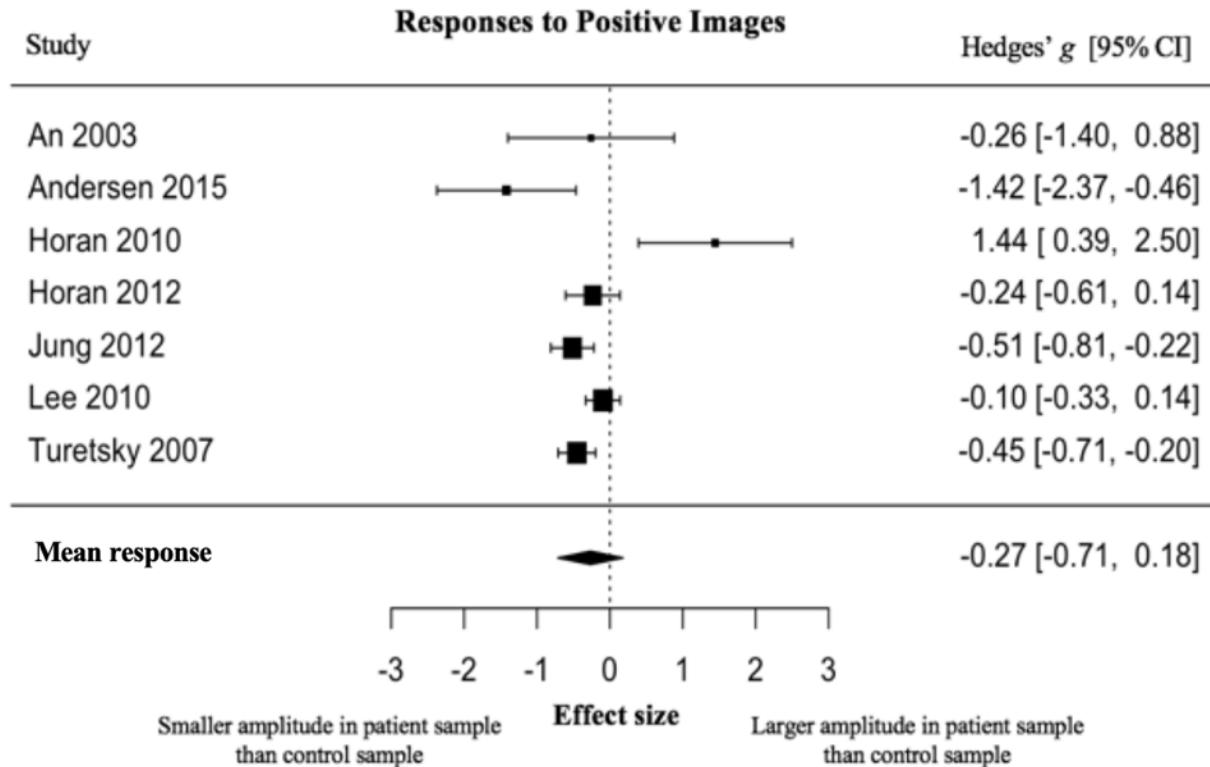 Responses to Positive Images
Study Hedges' g [95% CI]
An 2003 -0.26 [-1.40, 0.88]
Andersen 2015 -1.42 [-2.37, -0.46]
Horan 2010 1.44 [ 0.39, 2.50]
Horan 2012 -0.24 [-0.61, 0.14]
Jung 2012 -0.51 [-0.81, -0.22]
Lee 2010 -0.10 [-0.33, 0.14]
Turetsky 2007 -0.45 [-0.71, -0.20]
Mean response -0.27 [-0.71, 0.18]
-3 -2 -1 0 1 2 3
Effect size
Smaller amplitude in patient sample
than control sample
Larger amplitude in patient sample
than control sample